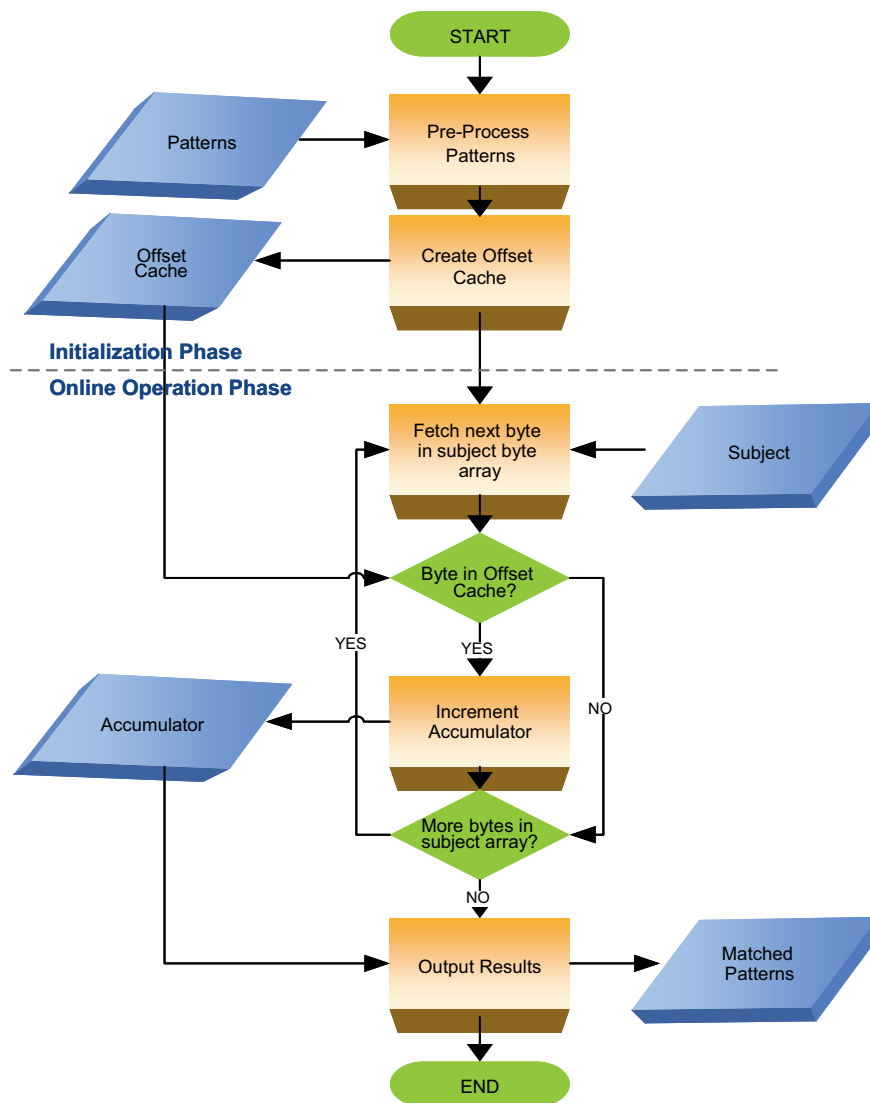 START
Patterns
Pre-Process
Patterns
Offset
Cache
Create Offset
Cache
Initialization Phase
Online Operation Phase
Fetch next byte
in subject byte
array
Subject
Byte in Offset
Cache?
YES
YES
NO
Accumulator
Increment
Accumulator
More bytes in
subject array?
NO
Output Results
Matched
Patterns
END